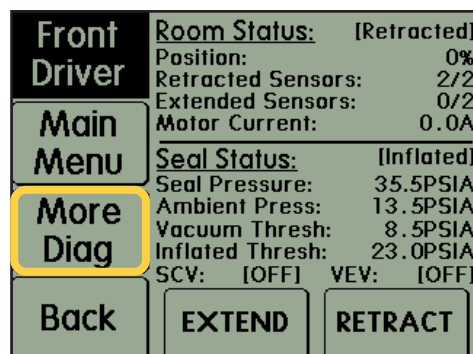 Front
Driver
Main
Menu
More
Diag
Back
Room Status: [Retracted]
Position: 0%
Retracted Sensors: 2/2
Extended Sensors: 0/2
Motor Current: 0.0A
Seal Status: [Inflated]
Seal Pressure: 35.5PSIA
Ambient Press: 13.5PSIA
Vacuum Thresh: 8.5PSIA
Inflated Thresh: 23.0PSIA
SCV: [OFF] VEV: [OFF]
EXTEND RETRACT